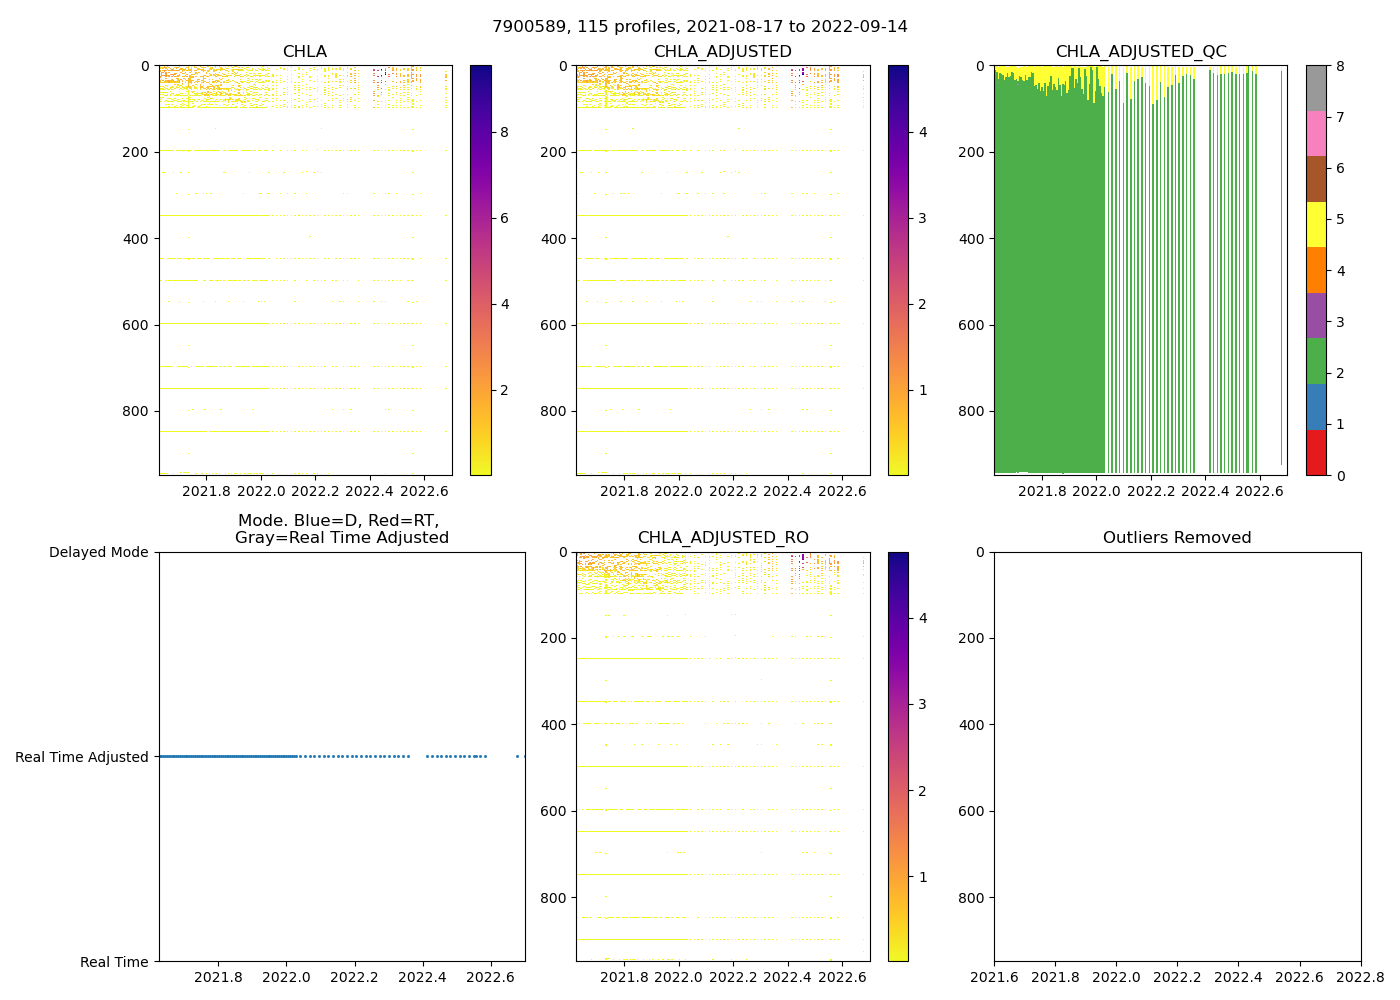 7900589, 115 profiles, 2021-08-17 to 2022-09-14
CHLA
0
200
400
600
800
2021.8 2022.0 2022.2 2022.4 2022.6
8
6
4
2
CHLA_ADJUSTED
0
200
400
600
800
2021.8 2022.0 2022.2 2022.4 2022.6
4
3
2
1
CHLA_ADJUSTED_QC
0
200
400
600
800
2021.8 2022.0 2022.2 2022.4 2022.6
8
7
6
5
4
3
2
1
0
Mode. Blue=D, Red=RT,
Gray=Real Time Adjusted
Delayed Mode
Real Time Adjusted
Real Time
2021.8 2022.0 2022.2 2022.4 2022.6
CHLA_ADJUSTED_RO
0
200
400
600
800
2021.8 2022.0 2022.2 2022.4 2022.6
4
3
2
1
Outliers Removed
0
200
400
600
800
2021.6 2021.8 2022.0 2022.2 2022.4 2022.6 2022.8